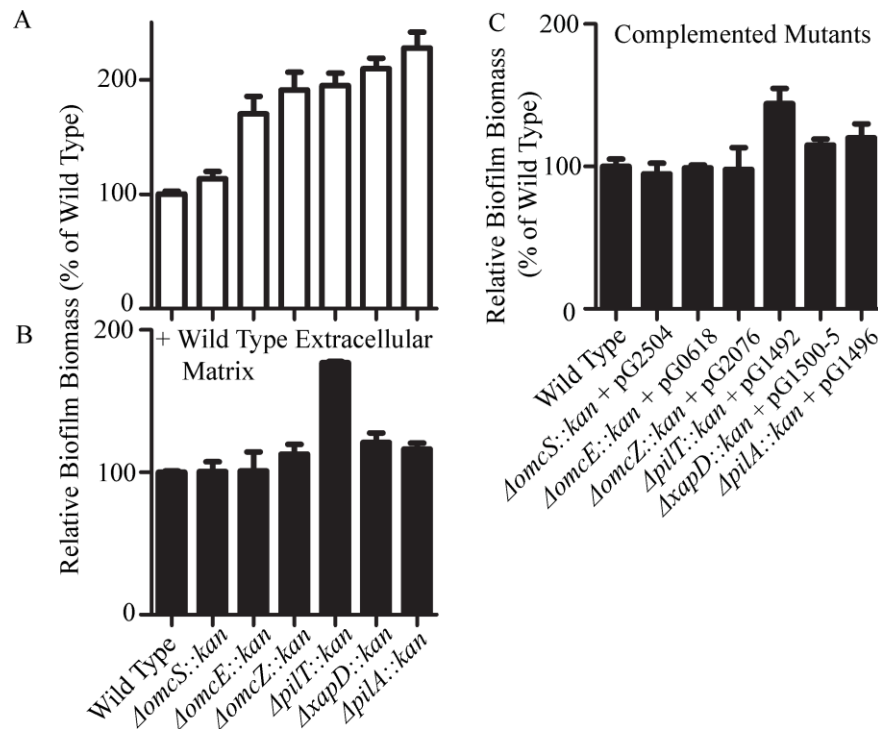 A
200
100
0
Relative Biofilm Biomass (% of Wild Type)
B
+ Wild Type Extracellular
Matrix
200
100
0
Wild Type
ΔomcS::kan
ΔomcE::kan
ΔomcZ::kan
ΔpilT::kan
ΔxapD::kan
ΔpilA::kan
C
Complemented Mutants
Relative Biofilm Biomass
(% of Wild Type)
200
100
0
Wild Type
ΔomcS::kan + pG2504
ΔomcE::kan + pG0618
ΔomcZ::kan + pG2076
ΔpilT::kan + pG1492
ΔxapD::kan + pG1500-5
ΔpilA::kan + pG1496